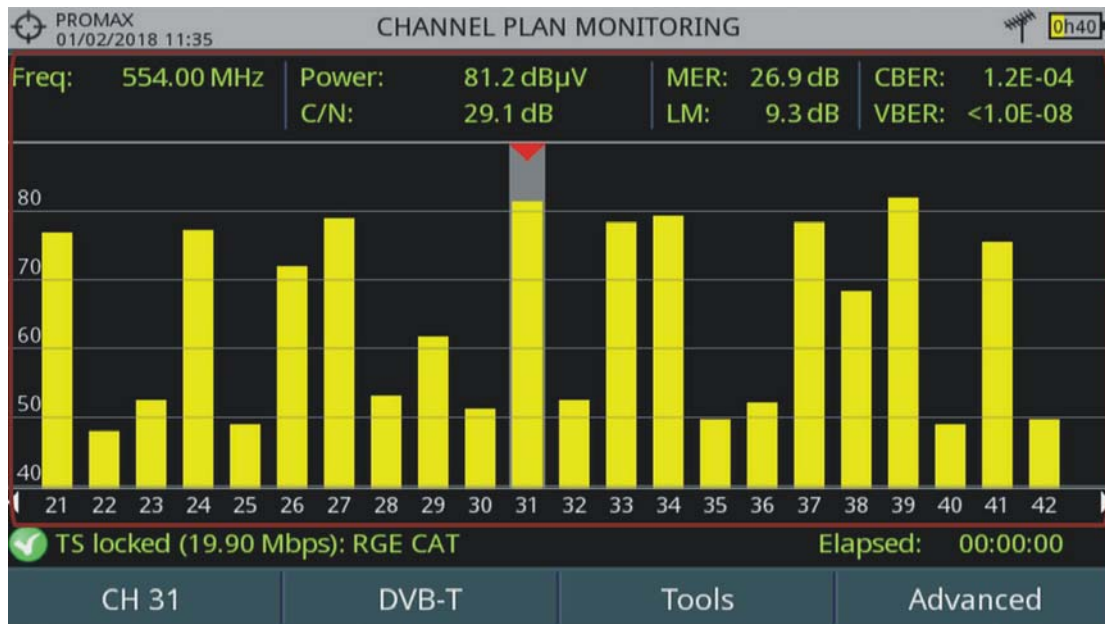 PROMAX
01/02/2018 11:35
CHANNEL PLAN MONITORING
0h40
Freq: 554.00 MHz
Power: 81.2 dBµV
MER: 26.9 dB
CBER: 1.2E-04
C/N: 29.1 dB
LM: 9.3 dB
VBER: <1.0E-08
80
70
60
50
40
21 22 23 24 25 26 27 28 29 30 31 32 33 34 35 36 37 38 39 40 41 42
TS locked (19.90 Mbps): RGE CAT
Elapsed: 00:00:00
CH 31
DVB-T
Tools
Advanced